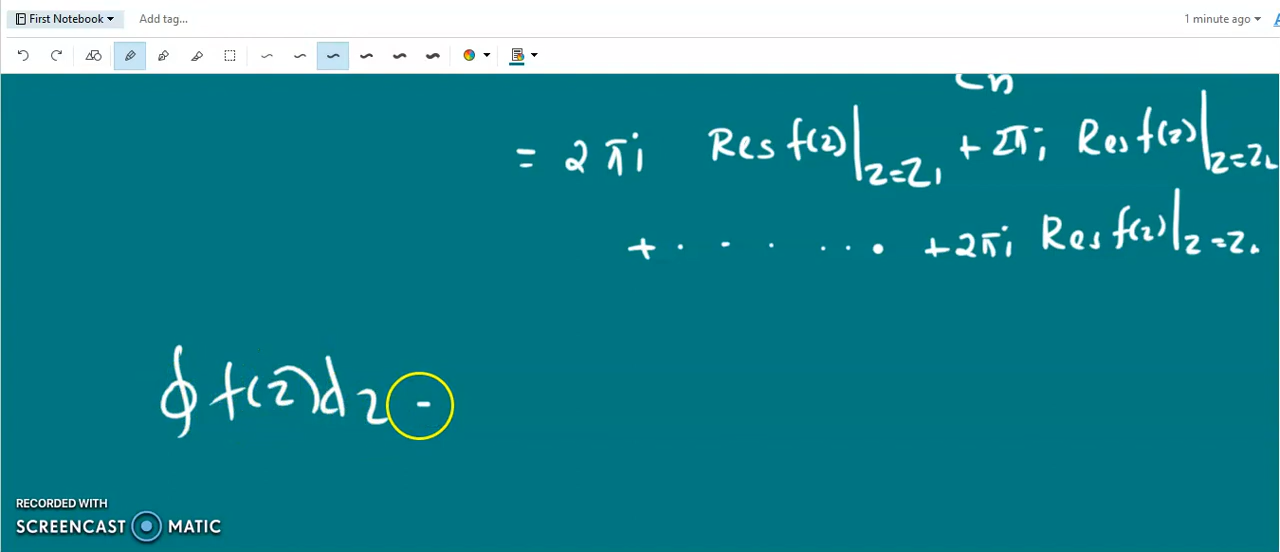 First Notebook Add tag... 1 minute ago
Cn
= 2πi Res f(z)|z=z1 + 2πi Res f(z)|z=z2
+ . . . . . . + 2πi Res f(z)|z=zn
∮ f(z)dz -
RECORDED WITH
SCREENCAST MATIC